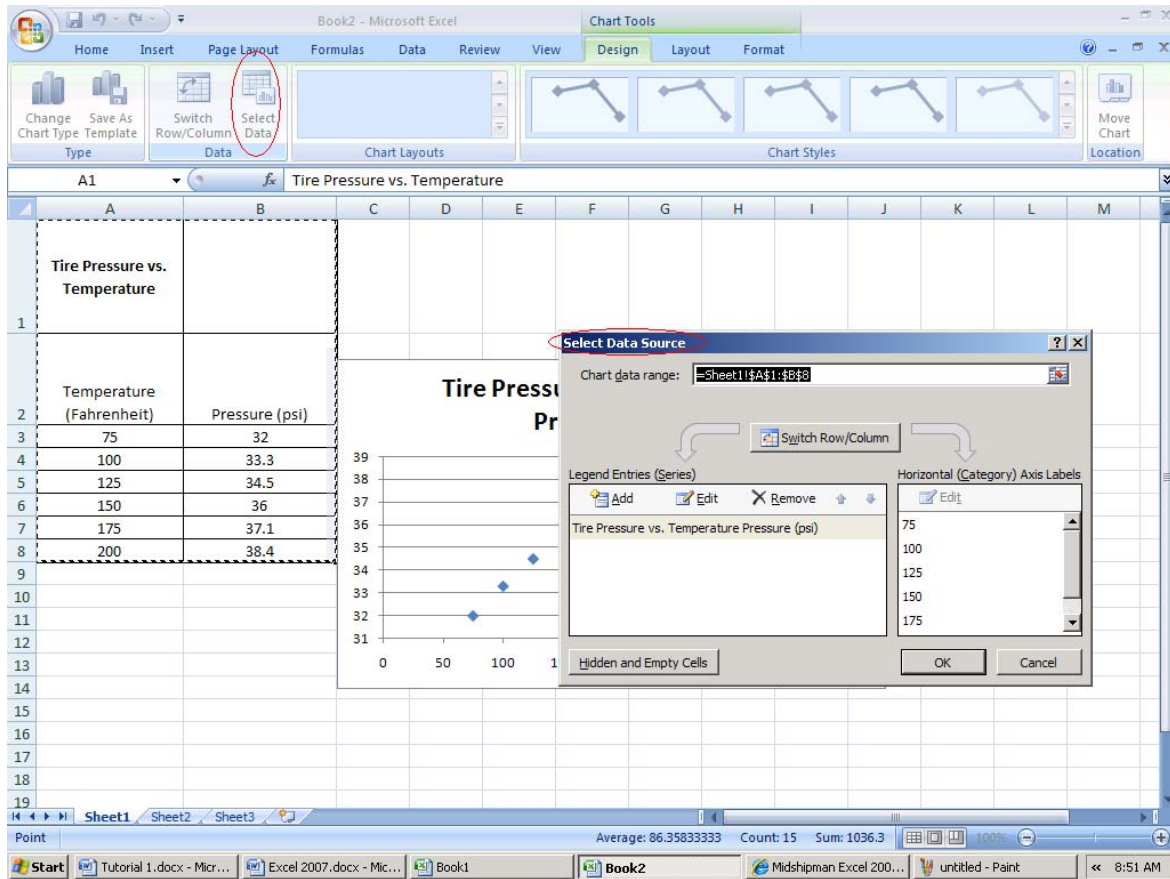 Book2 - Microsoft Excel
Chart Tools
Home Insert Page Layout Formulas Data Review View Design Layout Format
Change Chart Type
Save As Template
Switch Row/Column
Select Data
Move Chart
Type
Data
Chart Layouts
Chart Styles
Location
A1
fx
Tire Pressure vs. Temperature
A B C D E F G H I J K L M
1
Tire Pressure vs.
Temperature
2
Temperature
(Fahrenheit)
Pressure (psi)
3 75 32
4 100 33.3
5 125 34.5
6 150 36
7 175 37.1
8 200 38.4
9
10
11
12
13
14
15
16
17
18
19
Tire Pressu
Pr
39
38
37
36
35
34
33
32
31
0 50 100 1
Select Data Source
Chart data range: =Sheet1!$A$1:$B$8
Switch Row/Column
Legend Entries (Series)
Add Edit Remove
Tire Pressure vs. Temperature Pressure (psi)
Horizontal (Category) Axis Labels
Edit
75
100
125
150
175
Hidden and Empty Cells
OK Cancel
Sheet1 Sheet2 Sheet3
Point
Average: 86.35833333 Count: 15 Sum: 1036.3 100%
Start Tutorial 1.docx - Micr... Excel 2007.docx - Mic... Book1 Book2 Midshipman Excel 200... untitled - Paint « 8:51 AM